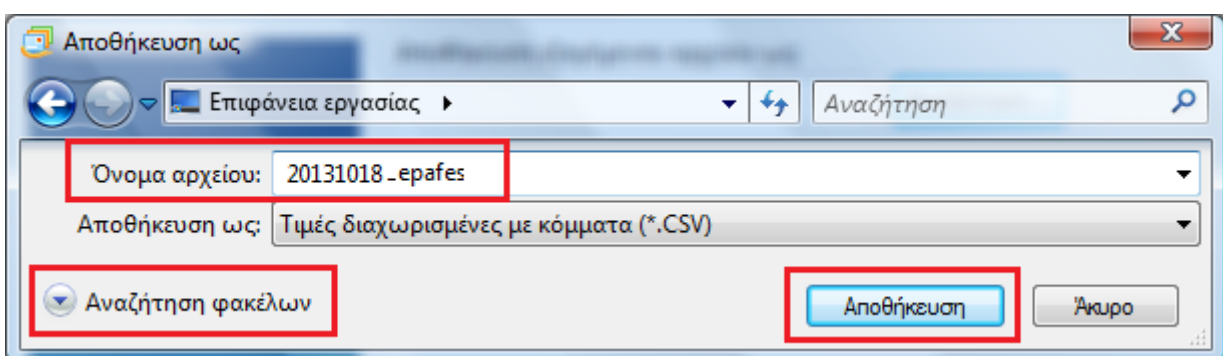 Αποθήκευση ως
Επιφάνεια εργασίας
Αναζήτηση
Όνομα αρχείου: 20131018_epafes
Αποθήκευση ως: Τιμές διαχωρισμένες με κόμματα (*.CSV)
Αναζήτηση φακέλων
Αποθήκευση
Άκυρο